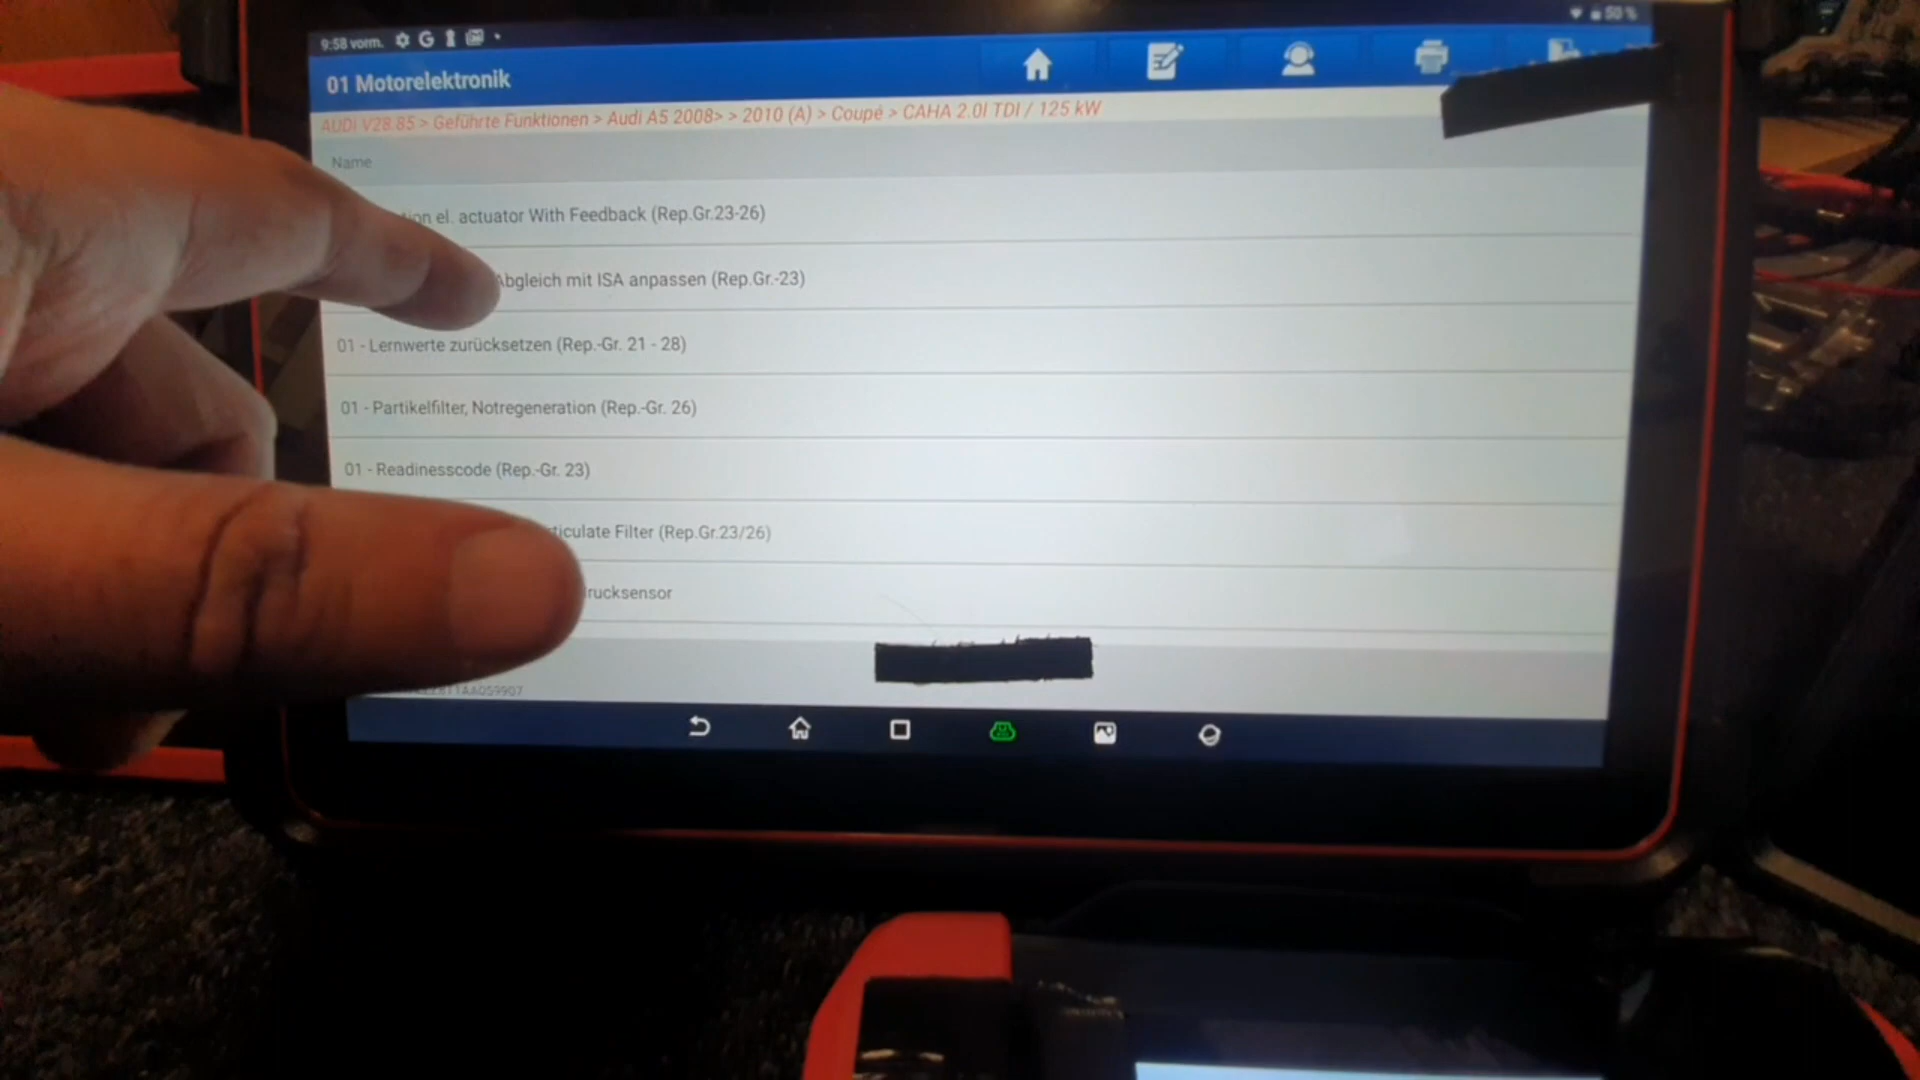 9:58 vorm.
50 %
01 Motorelektronik
AUDI V28.85 > Geführte Funktionen > Audi A5 2008> > 2010 (A) > Coupé > CAHA 2.0l TDI / 125 kW
Name
el. actuator With Feedback (Rep.Gr.23-26)
Abgleich mit ISA anpassen (Rep.Gr.-23)
01 - Lernwerte zurücksetzen (Rep.-Gr. 21 - 28)
01 - Partikelfilter, Notregeneration (Rep.-Gr. 26)
01 - Readinesscode (Rep.-Gr. 23)
Filter (Rep.Gr.23/26)